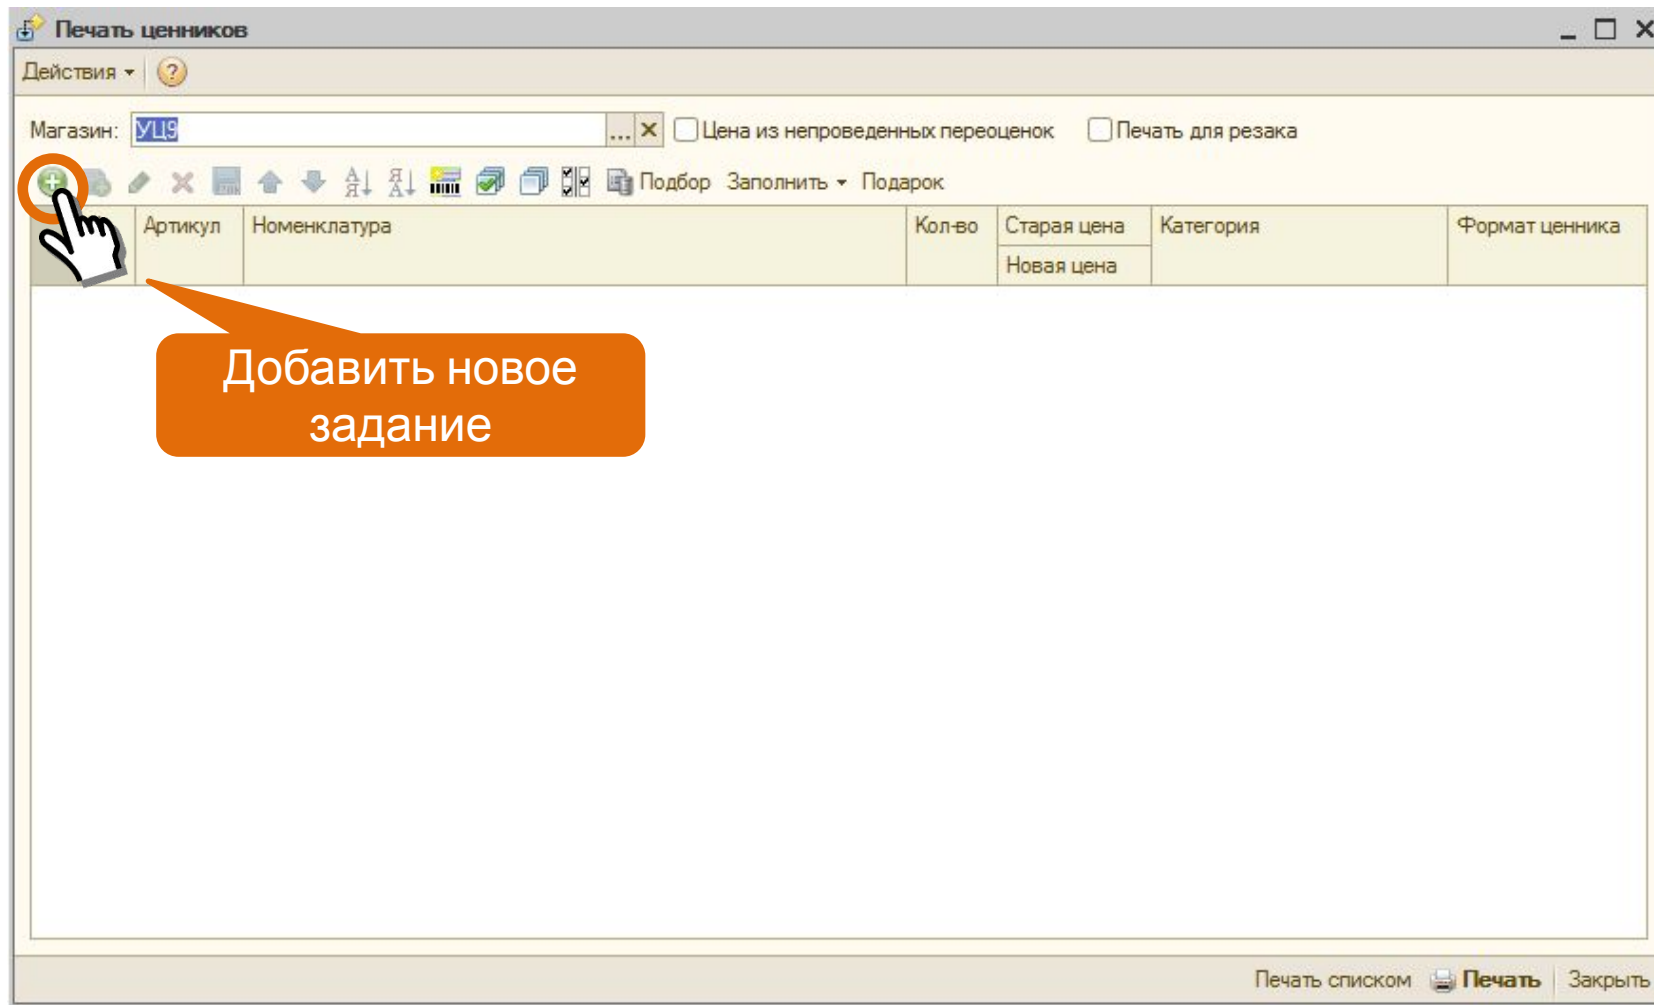 Печать ценников
Действия
Магазин: УЦ9 ... Цена из непроведенных переоценок Печать для резака
Подбор Заполнить Подарок
Артикул Номенклатура Кол-во Старая цена Категория Формат ценника
Новая цена
Добавить новое
задание
Печать списком Печать Закрыть